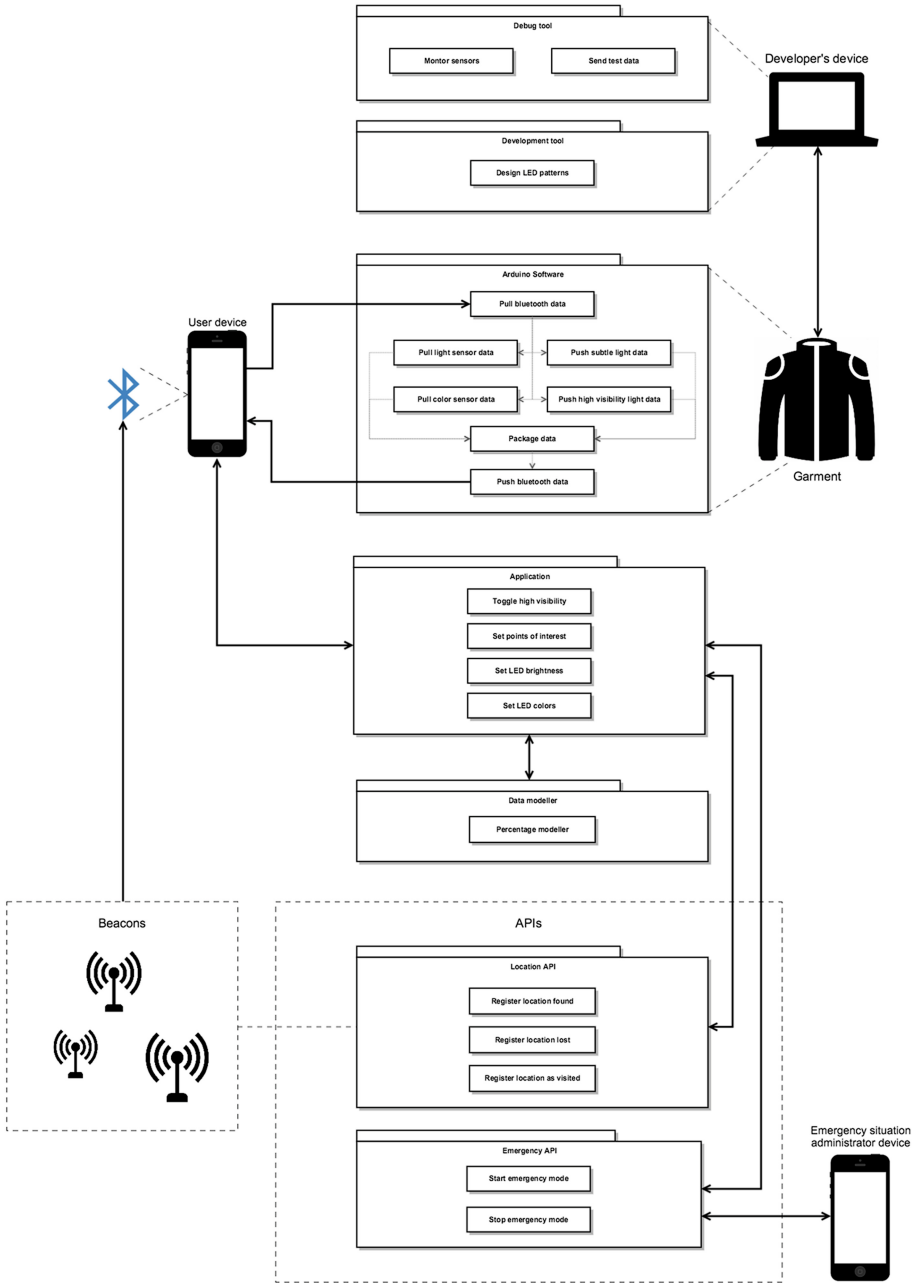 Debug tool
Montor sensors
Send test data
Developer's device
Development tool
Design LED patterns
Arduino Software
Pull bluetooth data
User device
Pull light sensor data
Push subtle light data
Pull color sensor data
Push high visibility light data
Package data
Push bluetooth data
Garment
Application
Toggle high visibility
Set points of interest
Set LED brightness
Set LED colors
Data modeller
Percentage modeller
Beacons
APIs
Location API
Register location found
Register location lost
Register location as visited
Emergency API
Start emergency mode
Stop emergency mode
Emergency situation
administrator device